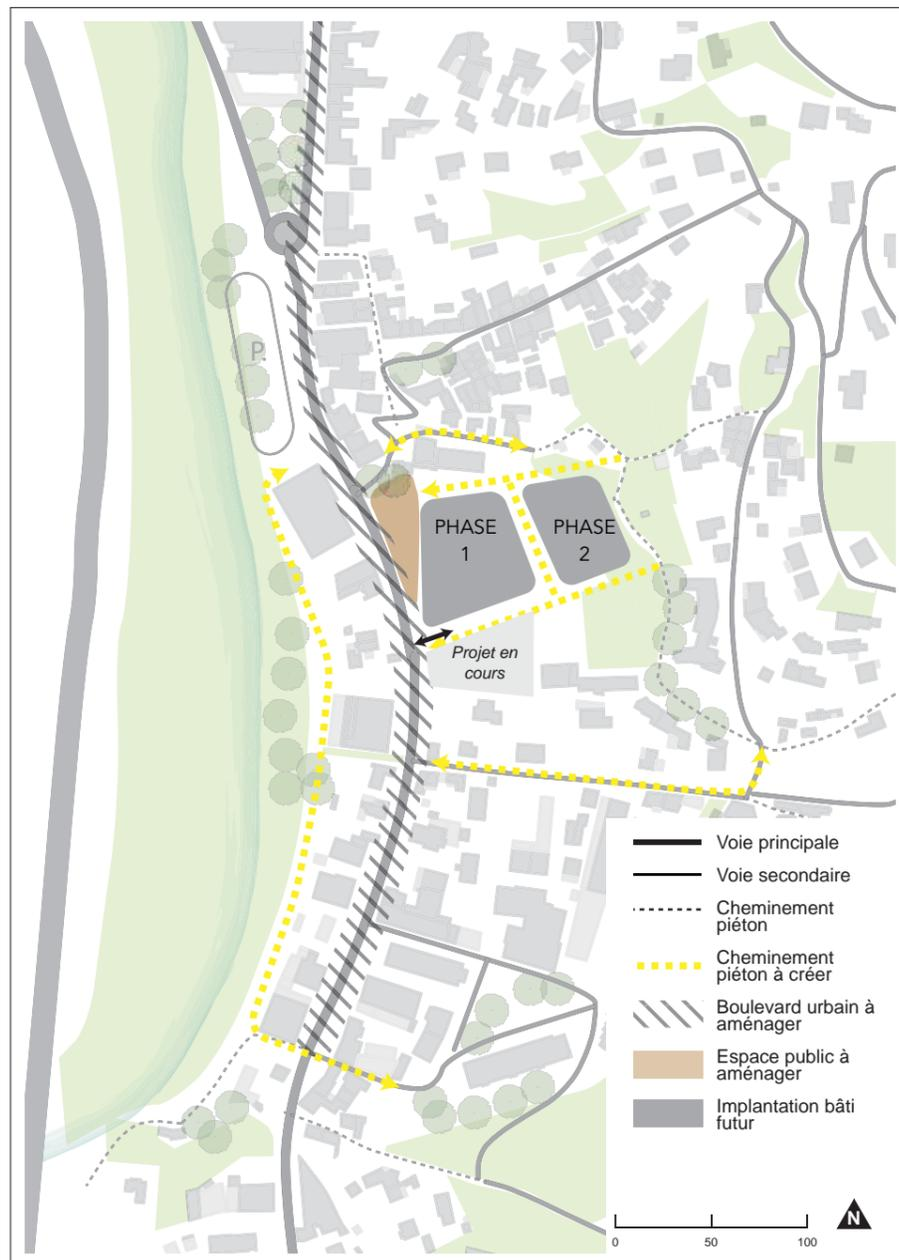 P.
PHASE
1
PHASE
2
Projet en
cours
Voie principale
Voie secondaire
Cheminement
piéton
Cheminement
piéton à créer
Boulevard urbain à
aménager
Espace public à
aménager
Implantation bâti
futur
0 50 100
N